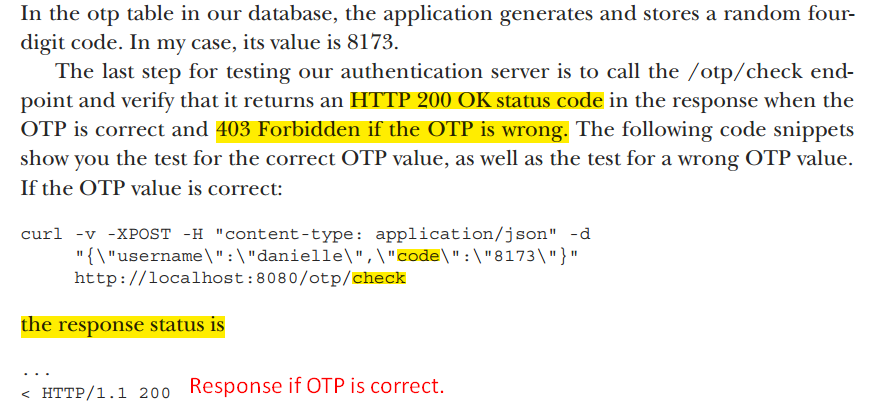 In the otp table in our database, the application generates and stores a random four-
digit code. In my case, its value is 8173.
The last step for testing our authentication server is to call the /otp/check end-
point and verify that it returns an HTTP 200 OK status code in the response when the
OTP is correct and 403 Forbidden if the OTP is wrong. The following code snippets
show you the test for the correct OTP value, as well as the test for a wrong OTP value.
If the OTP value is correct:
curl -v -XPOST -H "content-type: application/json" -d
"{\"username\":\"danielle\",\"code\":\"8173\"}"
http://localhost:8080/otp/check
the response status is
...
< HTTP/1.1 200 Response if OTP is correct.